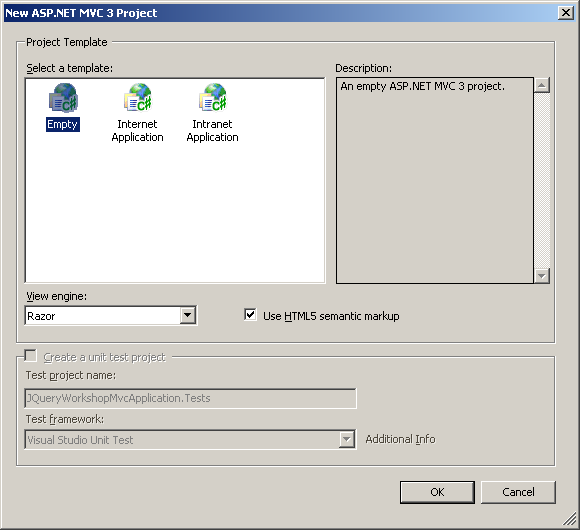 New ASP.NET MVC 3 Project
Project Template
Select a template:
Description:
Empty
Internet
Application
Intranet
Application
An empty ASP.NET MVC 3 project.
View engine:
Razor
Use HTML5 semantic markup
Create a unit test project
Test project name:
JQueryWorkshopMvcApplication.Tests
Test framework:
Visual Studio Unit Test
Additional Info
OK
Cancel